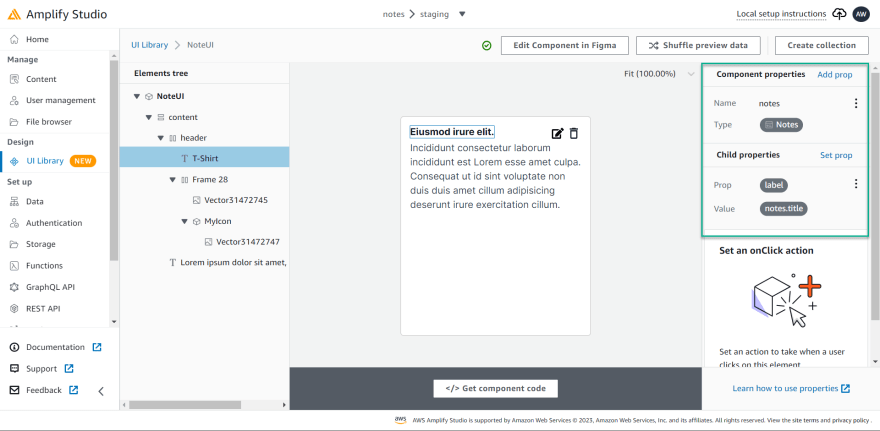 Amplify Studio
notes > staging
Local setup instructions
AW
Home
Manage
Content
User management
File browser
Design
UI Library NEW
Set up
Data
Authentication
Storage
Functions
GraphQL API
REST API
Documentation
Support
Feedback
UI Library > NoteUI
Edit Component in Figma
Shuffle preview data
Create collection
Elements tree
NoteUI
content
header
T-Shirt
Frame 28
Vector31472745
MyIcon
Vector31472747
Lorem ipsum dolor sit amet,
Fit (100.00%)
Eiusmod irure elit.
Incididunt consectetur laborum
incididunt est Lorem esse amet culpa.
Consequat ut id sint voluptate non
duis duis amet cillum adipisicing
deserunt irure exercitation cillum.
</> Get component code
Component properties Add prop
Name notes
Type Notes
Child properties Set prop
Prop label
Value notes.title
Set an onClick action
Set an action to take when a user
clicks on this element
Learn how to use properties
aws AWS Amplify Studio is supported by Amazon Web Services © 2023, Amazon Web Services, Inc. and its affiliates. All rights reserved. View the site terms and privacy policy .